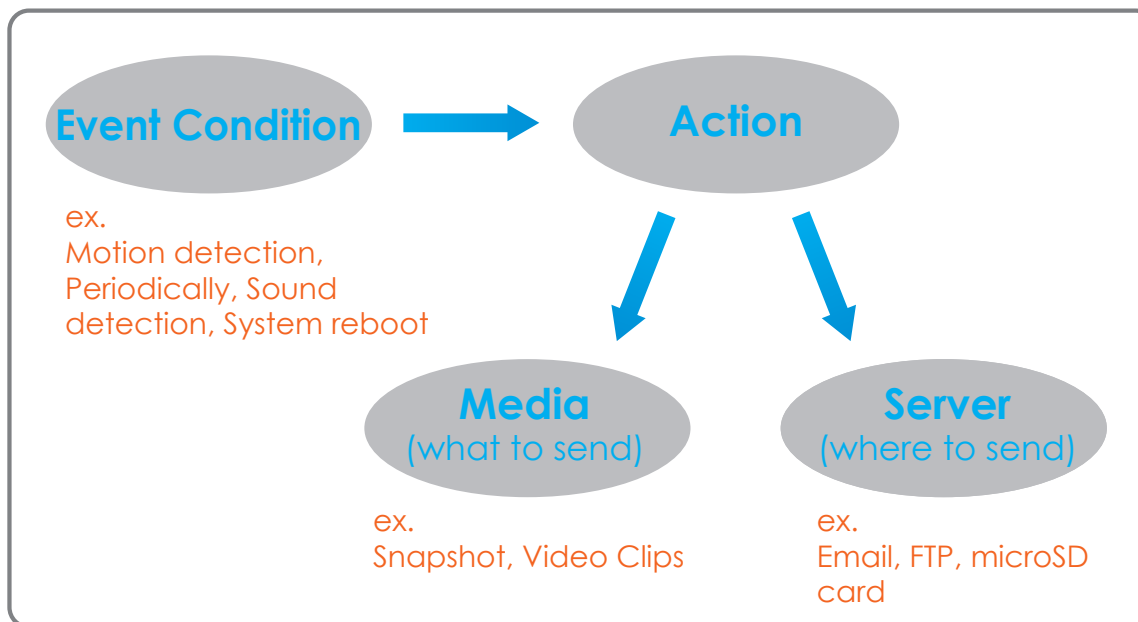 Event Condition
Action
ex.
Motion detection,
Periodically, Sound
detection, System reboot
Media
(what to send)
Server
(where to send)
ex.
Snapshot, Video Clips
ex.
Email, FTP, microSD
card